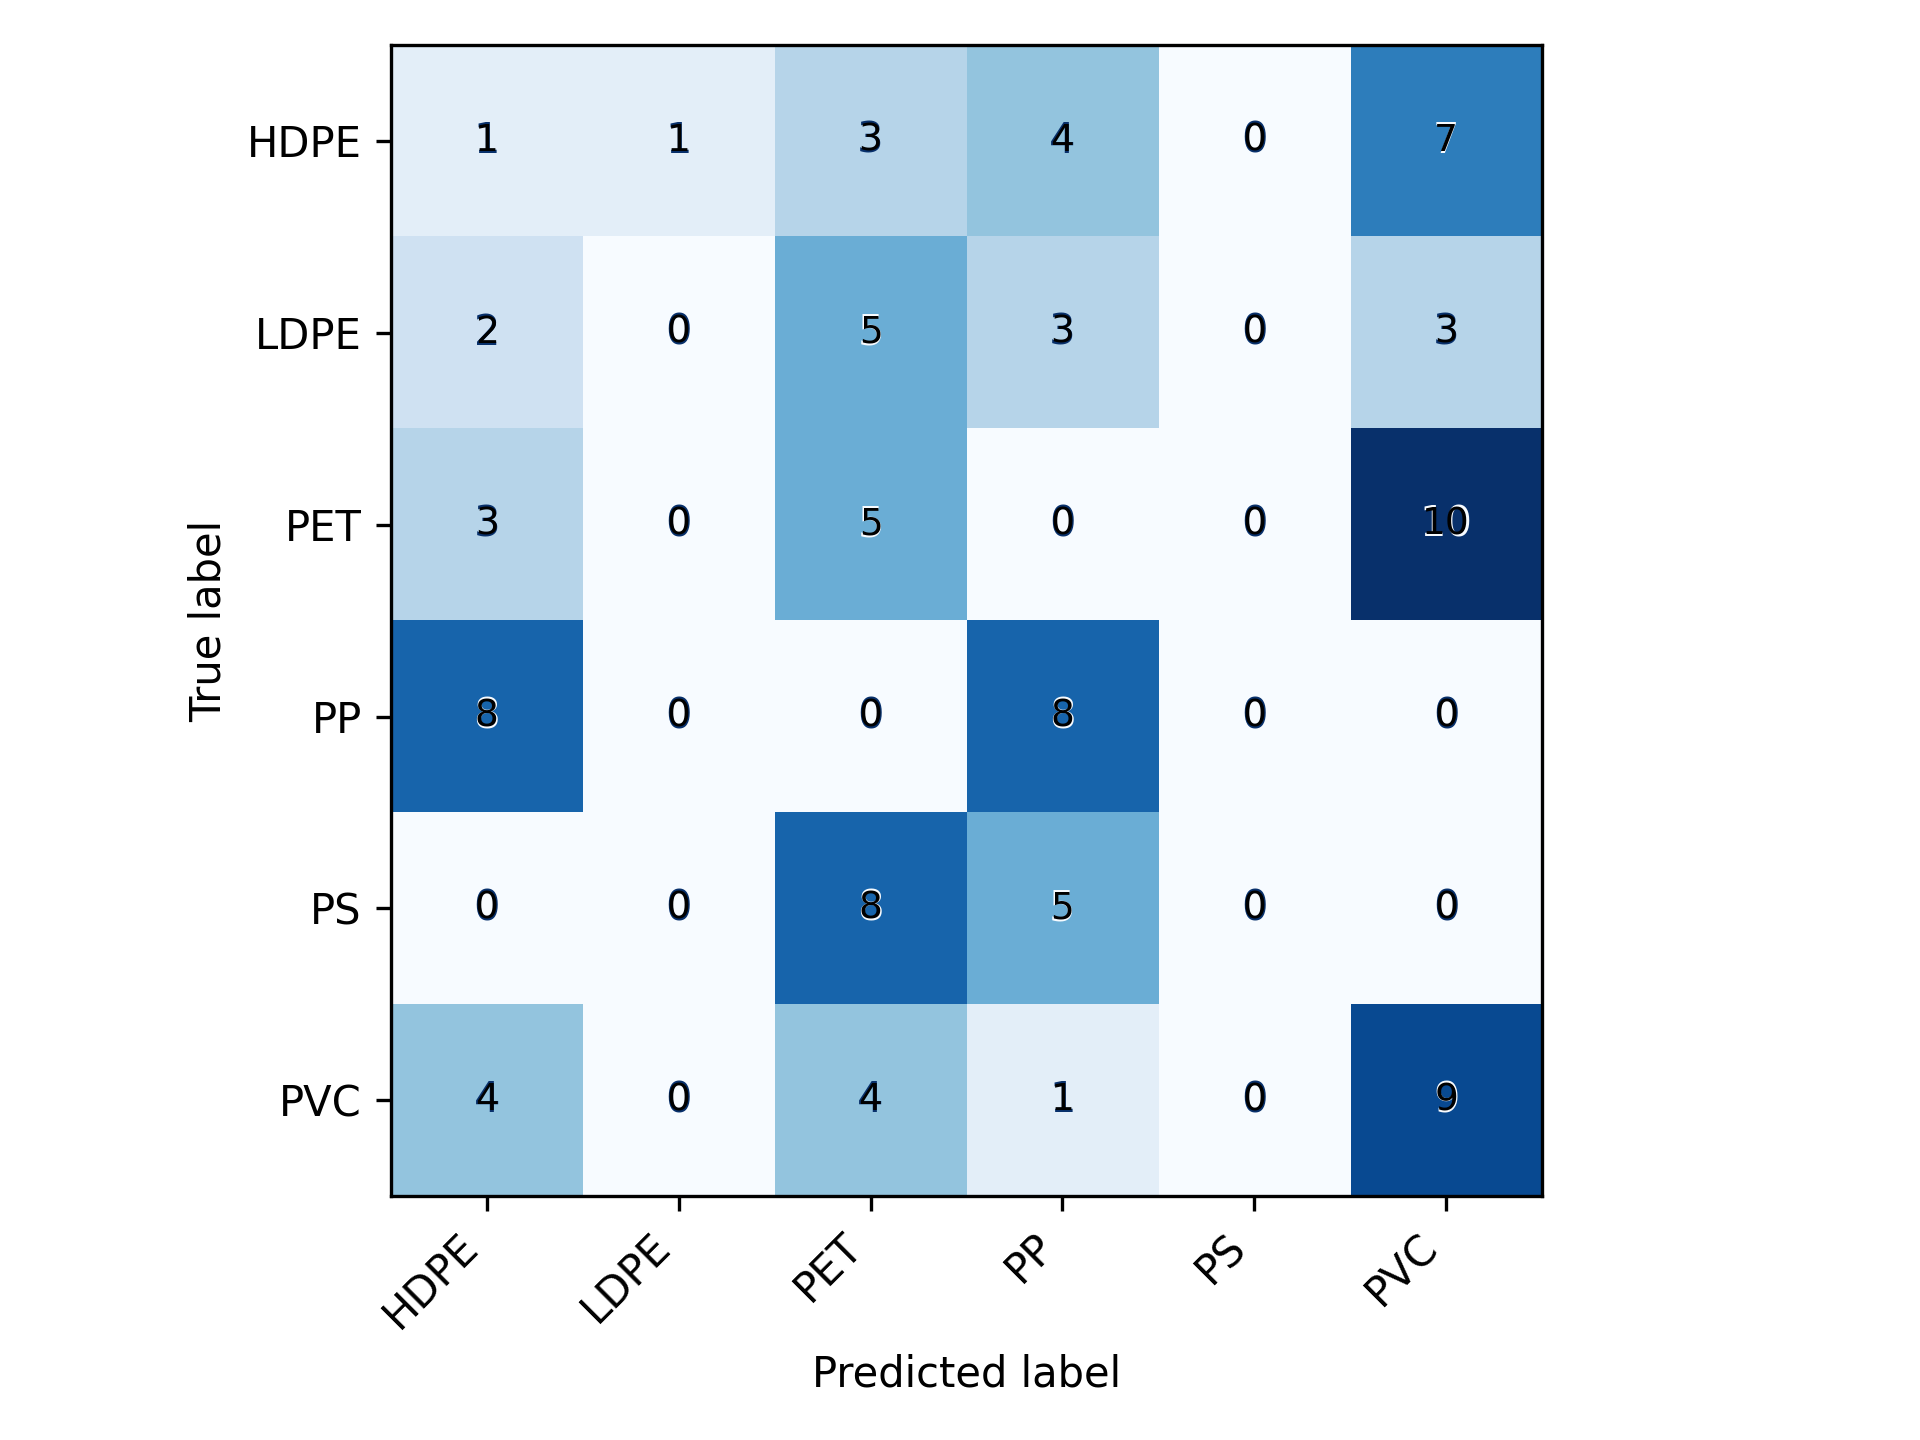 HDPE 1 1 3 4 0 7
LDPE 2 0 5 3 0 3
PET 3 0 5 0 0 10
PP 8 0 0 8 0 0
PS 0 0 8 5 0 0
PVC 4 0 4 1 0 9
True label
HDPE LDPE PET PP PS PVC
Predicted label